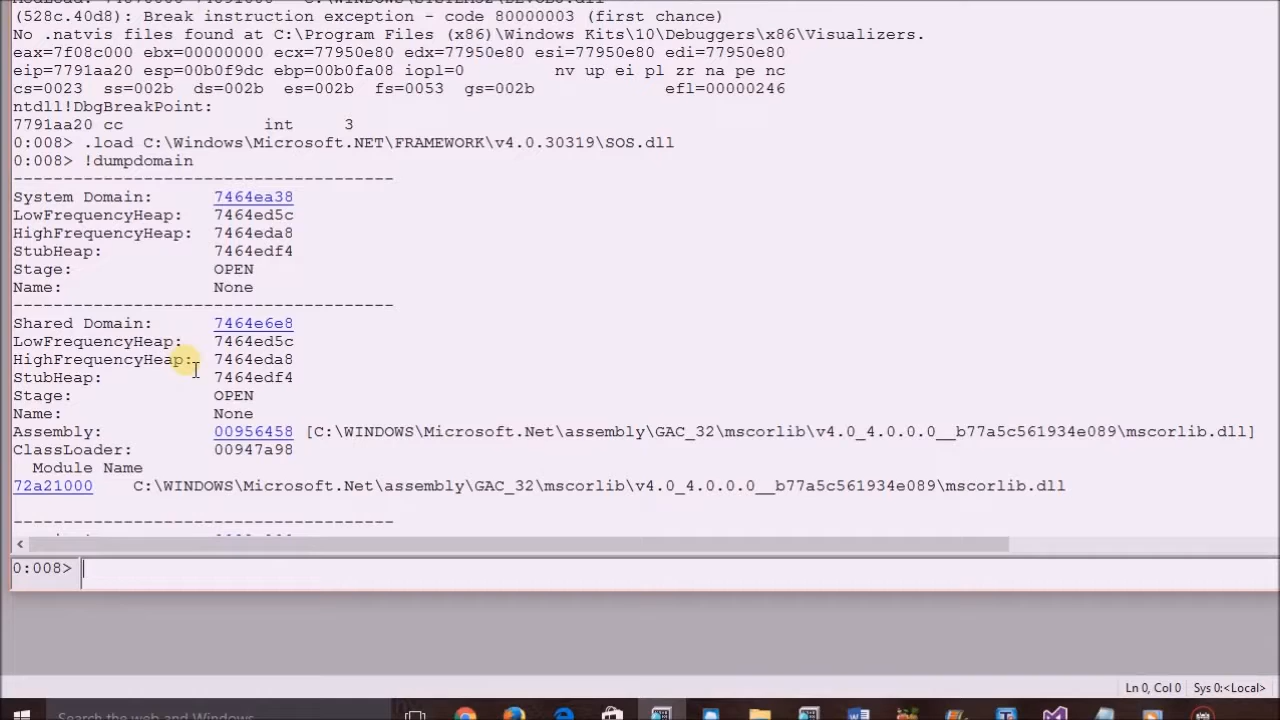 (528c.40d8): Break instruction exception - code 80000003 (first chance)
No .natvis files found at C:\Program Files (x86)\Windows Kits\10\Debuggers\x86\Visualizers.
eax=7f08c000 ebx=00000000 ecx=77950e80 edx=77950e80 esi=77950e80 edi=77950e80
eip=7791aa20 esp=00b0f9dc ebp=00b0fa08 iopl=0         nv up ei pl zr na pe nc
cs=0023  ss=002b  ds=002b  es=002b  fs=0053  gs=002b             efl=00000246
ntdll!DbgBreakPoint:
7791aa20 cc              int     3
0:008> .load C:\Windows\Microsoft.NET\FRAMEWORK\v4.0.30319\SOS.dll
0:008> !dumpdomain
--------------------------------------
System Domain:      7464ea38
LowFrequencyHeap:   7464ed5c
HighFrequencyHeap:  7464eda8
StubHeap:           7464edf4
Stage:              OPEN
Name:               None
--------------------------------------
Shared Domain:      7464e6e8
LowFrequencyHeap:   7464ed5c
HighFrequencyHeap:  7464eda8
StubHeap:           7464edf4
Stage:              OPEN
Name:               None
Assembly:           00956458 [C:\WINDOWS\Microsoft.Net\assembly\GAC_32\mscorlib\v4.0_4.0.0.0__b77a5c561934e089\mscorlib.dll]
ClassLoader:        00947a98
  Module Name
72a21000    C:\WINDOWS\Microsoft.Net\assembly\GAC_32\mscorlib\v4.0_4.0.0.0__b77a5c561934e089\mscorlib.dll
--------------------------------------
0:008>
Ln 0, Col 0   Sys 0:<Local>
Search the web and Windows